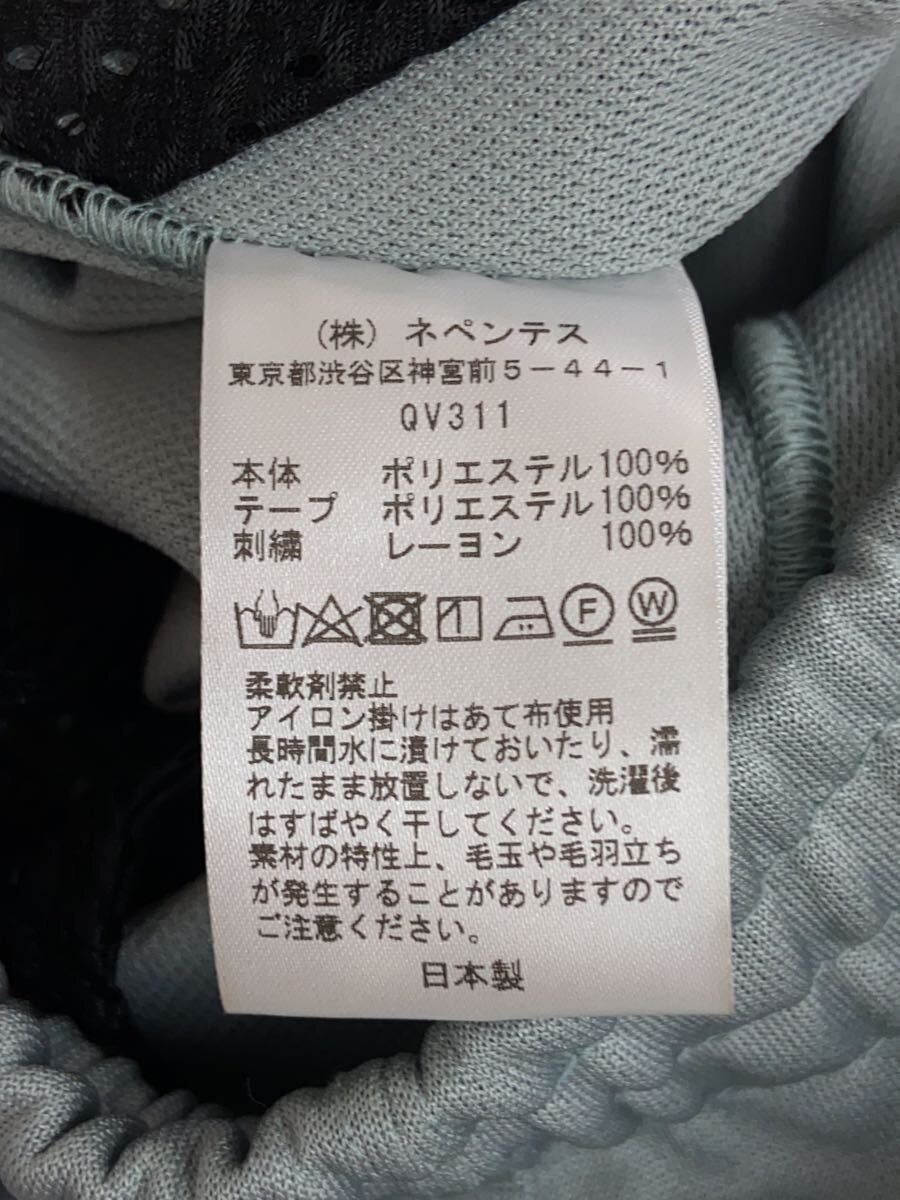 （株）ネペンテス
東京都渋谷区神宮前５－４４－１
QV311
本体 ポリエステル100%
テープ ポリエステル100%
刺繍 レーヨン 100%
F W
柔軟剤禁止
アイロン掛けはあて布使用
長時間水に漬けておいたり、濡
れたまま放置しないで、洗濯後
はすばやく干してください。
素材の特性上、毛玉や毛羽立ち
が発生することがありますので
ご注意ください。
日本製